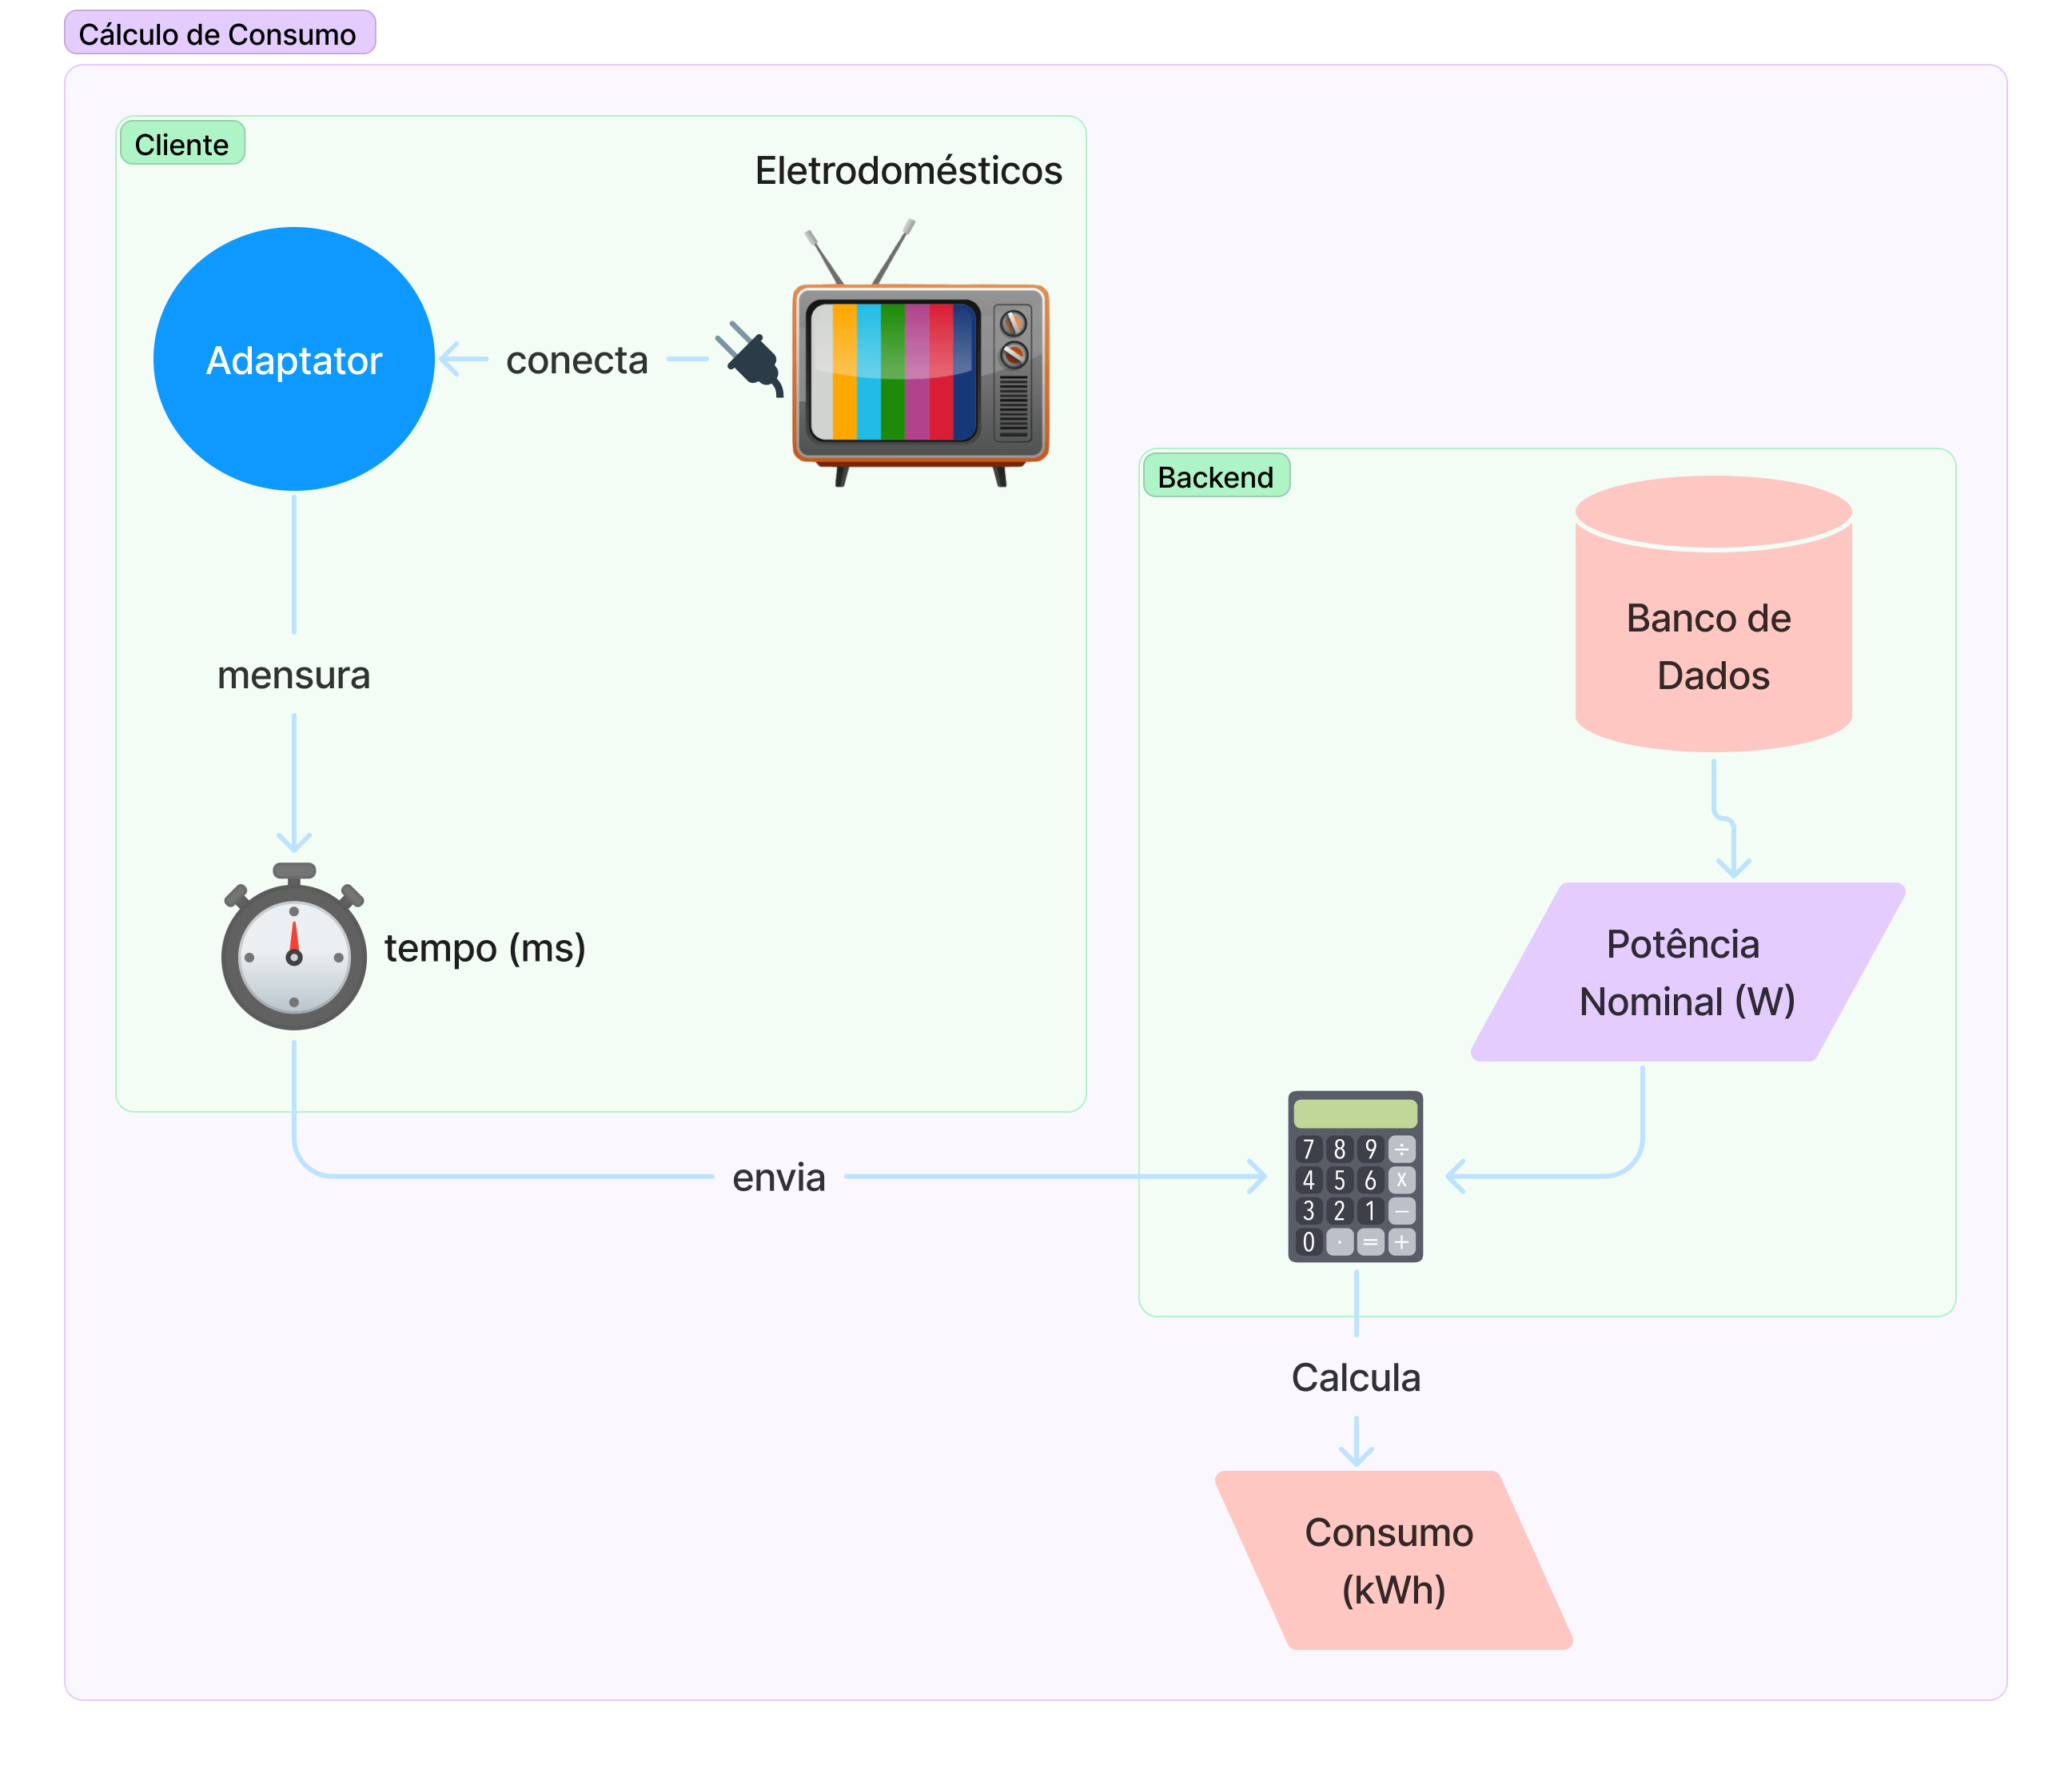 Cálculo de Consumo
Cliente
Eletrodomésticos
Adaptator
conecta
mensura
tempo (ms)
envia
Backend
Banco de
Dados
Potência
Nominal (W)
7 8 9 ÷
4 5 6 x
3 2 1 −
0 · = +
Calcula
Consumo
(kWh)